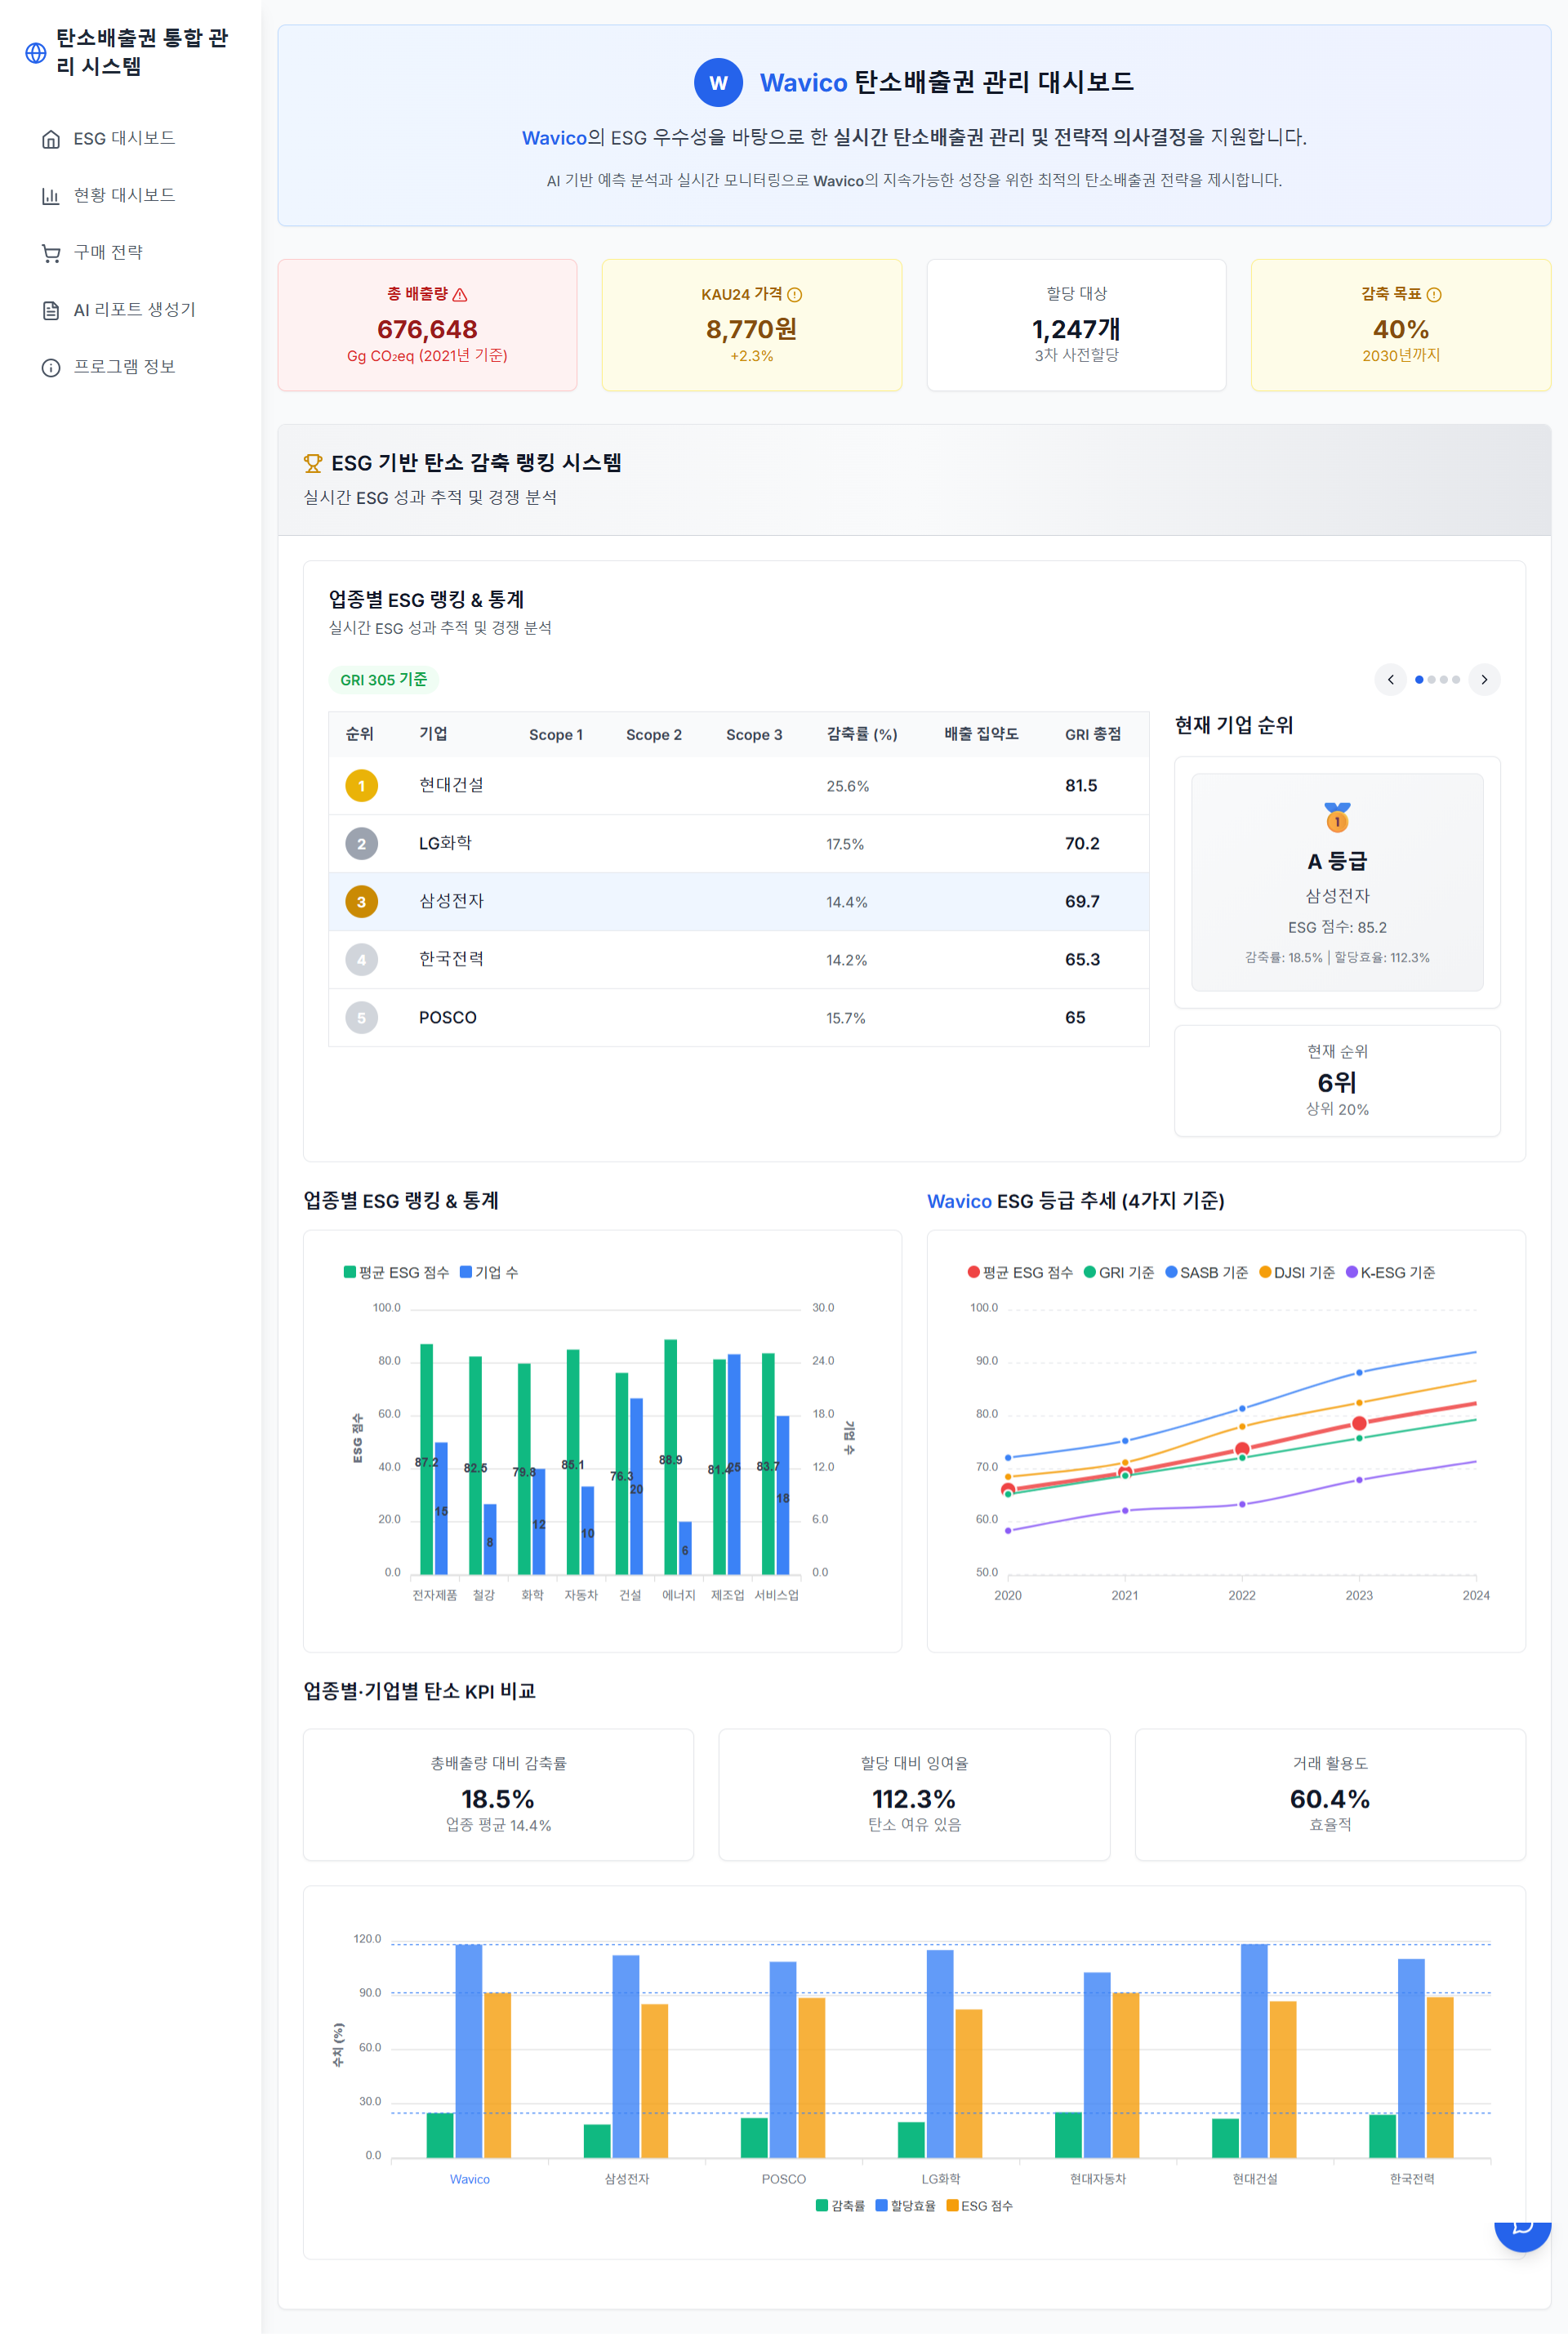 탄소배출권 통합 관
리 시스템
ESG 대시보드
현황 대시보드
구매 전략
AI 리포트 생성기
프로그램 정보
W Wavico 탄소배출권 관리 대시보드
Wavico의 ESG 우수성을 바탕으로 한 실시간 탄소배출권 관리 및 전략적 의사결정을 지원합니다.
AI 기반 예측 분석과 실시간 모니터링으로 Wavico의 지속가능한 성장을 위한 최적의 탄소배출권 전략을 제시합니다.
총 배출량
676,648
Gg CO₂eq (2021년 기준)
KAU24 가격
8,770원
+2.3%
할당 대상
1,247개
3차 사전할당
감축 목표
40%
2030년까지
ESG 기반 탄소 감축 랭킹 시스템
실시간 ESG 성과 추적 및 경쟁 분석
업종별 ESG 랭킹 & 통계
실시간 ESG 성과 추적 및 경쟁 분석
GRI 305 기준
순위 기업 Scope 1 Scope 2 Scope 3 감축률 (%) 배출 집약도 GRI 총점
1 현대건설 25.6% 81.5
2 LG화학 17.5% 70.2
3 삼성전자 14.4% 69.7
4 한국전력 14.2% 65.3
5 POSCO 15.7% 65
현재 기업 순위
1
A 등급
삼성전자
ESG 점수: 85.2
감축률: 18.5% | 할당효율: 112.3%
현재 순위
6위
상위 20%
업종별 ESG 랭킹 & 통계
평균 ESG 점수 기업 수
100.0 30.0
80.0 24.0
60.0 18.0
40.0 12.0
20.0 6.0
0.0 0.0
ESG 점수
기업 수
87.2 82.5 79.8 85.1 76.3 88.9 81.4 83.7
15 8 12 10 20 6 25 18
전자제품 철강 화학 자동차 건설 에너지 제조업 서비스업
Wavico ESG 등급 추세 (4가지 기준)
평균 ESG 점수 GRI 기준 SASB 기준 DJSI 기준 K-ESG 기준
100.0
90.0
80.0
70.0
60.0
50.0
2020 2021 2022 2023 2024
업종별·기업별 탄소 KPI 비교
총배출량 대비 감축률
18.5%
업종 평균 14.4%
할당 대비 잉여율
112.3%
탄소 여유 있음
거래 활용도
60.4%
효율적
수치 (%)
120.0
90.0
60.0
30.0
0.0
Wavico 삼성전자 POSCO LG화학 현대자동차 현대건설 한국전력
감축률 할당효율 ESG 점수